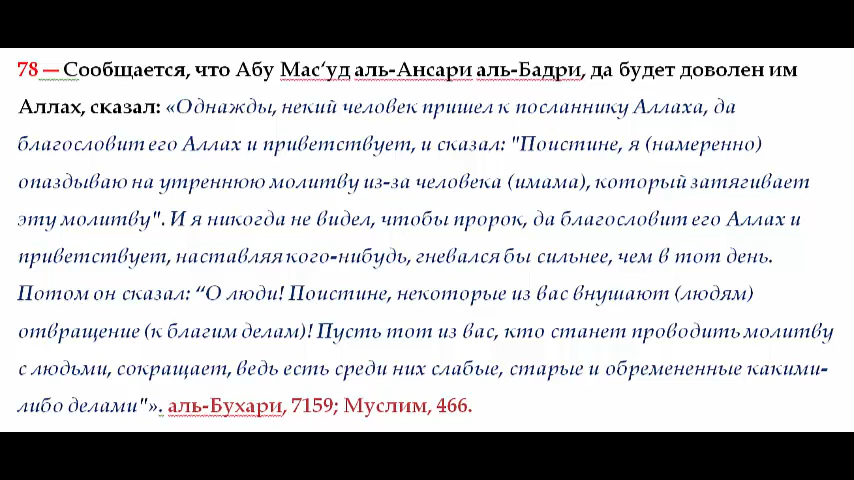 78 — Сообщается, что Абу Мас‘уд аль-Ансари аль-Бадри, да будет доволен им
Аллах, сказал: «Однажды, некий человек пришел к посланнику Аллаха, да
благословит его Аллах и приветствует, и сказал: "Поистине, я (намеренно)
опаздываю на утреннюю молитву из-за человека (имама), который затягивает
эту молитву". И я никогда не видел, чтобы пророк, да благословит его Аллах и
приветствует, наставляя кого-нибудь, гневался бы сильнее, чем в тот день.
Потом он сказал: “О люди! Поистине, некоторые из вас внушают (людям)
отвращение (к благим делам)! Пусть тот из вас, кто станет проводить молитву
с людьми, сокращает, ведь есть среди них слабые, старые и обремененные какими-
либо делами"». аль-Бухари, 7159; Муслим, 466.